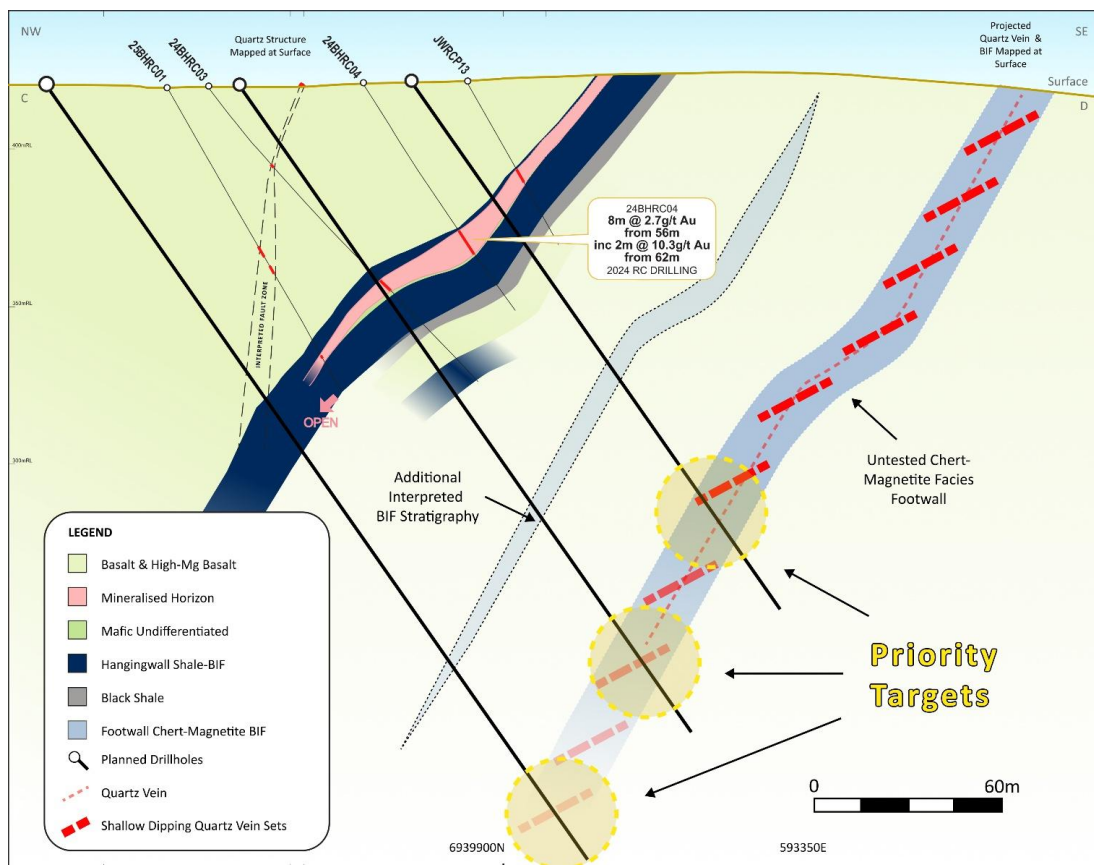 NW
Quartz Structure
Mapped at Surface
Projected
Quartz Vein &
BIF Mapped at
Surface
SE
25BHRC01
24BHRC03
24BHRC04
JWRCP13
Surface
C
D
400mRL
24BHRC04
8m @ 2.7g/t Au
from 56m
inc 2m @ 10.3g/t Au
from 62m
2024 RC DRILLING
350mRL
INTERPRETED FAULT ZONE
OPEN
300mRL
Additional
Interpreted
BIF Stratigraphy
Untested Chert-
Magnetite Facies
Footwall
LEGEND
Basalt & High-Mg Basalt
Mineralised Horizon
Mafic Undifferentiated
Hangingwall Shale-BIF
Black Shale
Footwall Chert-Magnetite BIF
Planned Drillholes
Quartz Vein
Shallow Dipping Quartz Vein Sets
Priority
Targets
0 60m
6939900N
593350E